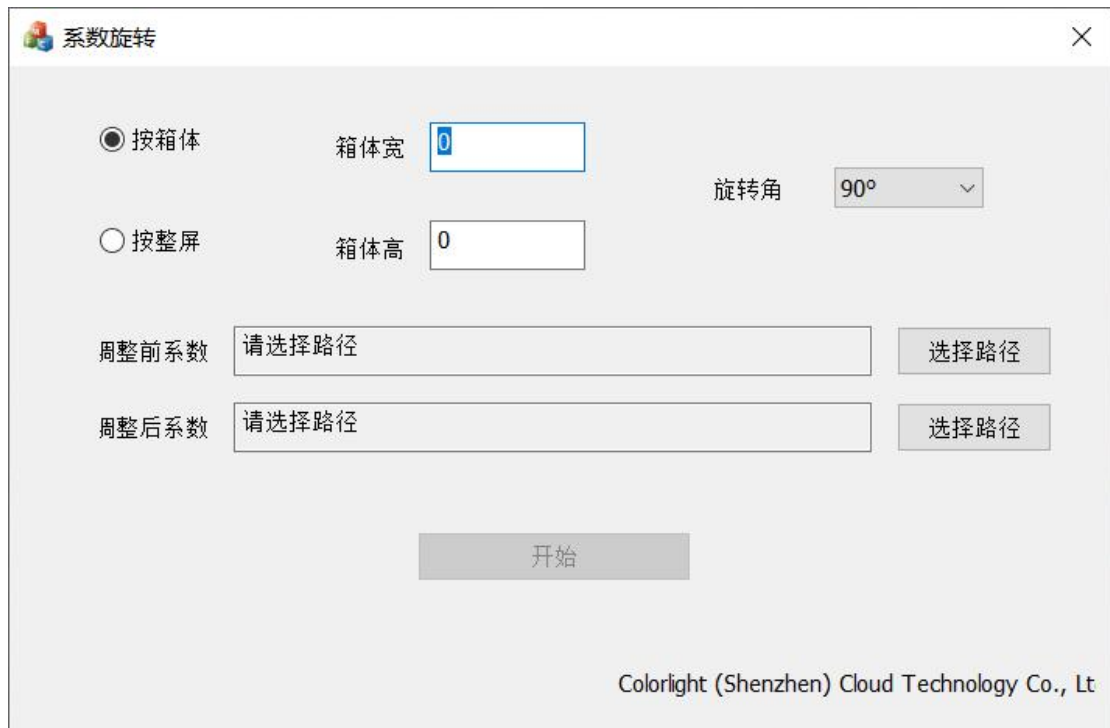 系数旋转
按箱体 箱体宽 0
旋转角 90°
按整屏 箱体高 0
调整前系数 请选择路径 选择路径
调整后系数 请选择路径 选择路径
开始
Colorlight (Shenzhen) Cloud Technology Co., Lt